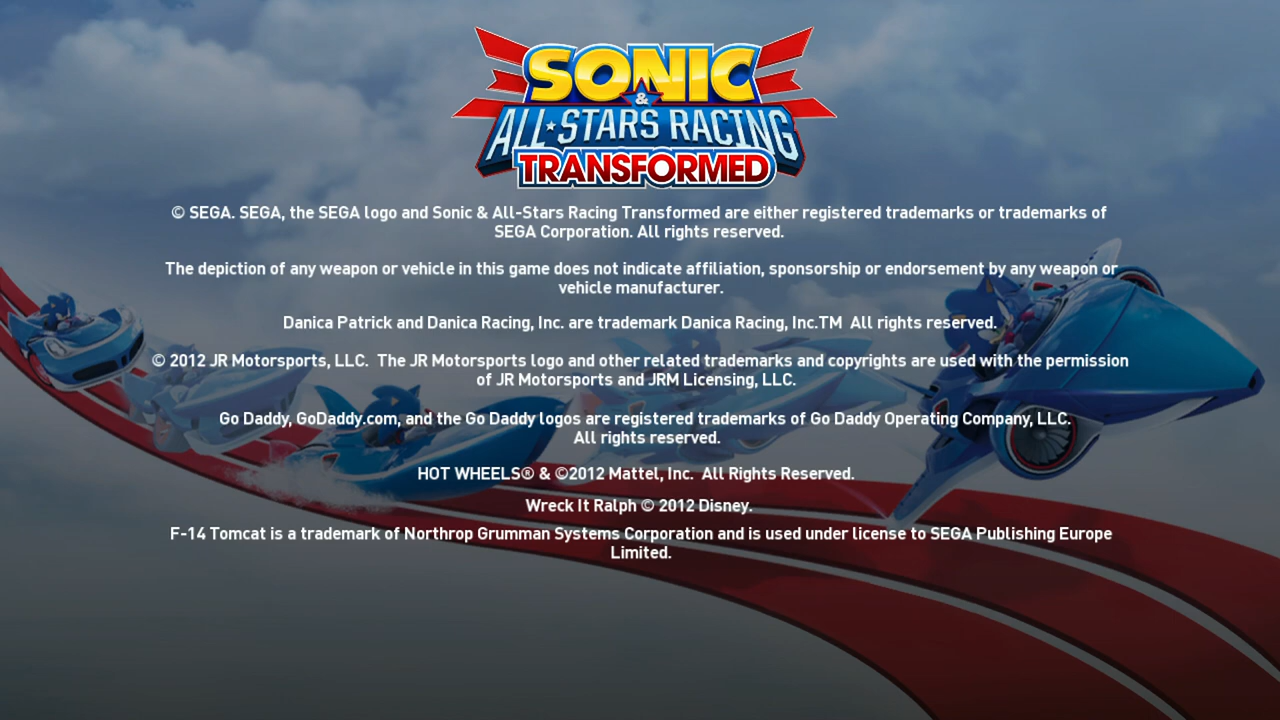 SONIC
&
ALL★STARS RACING
TRANSFORMED
© SEGA. SEGA, the SEGA logo and Sonic & All-Stars Racing Transformed are either registered trademarks or trademarks of
SEGA Corporation. All rights reserved.
The depiction of any weapon or vehicle in this game does not indicate affiliation, sponsorship or endorsement by any weapon or
vehicle manufacturer.
Danica Patrick and Danica Racing, Inc. are trademark Danica Racing, Inc.TM  All rights reserved.
© 2012 JR Motorsports, LLC.  The JR Motorsports logo and other related trademarks and copyrights are used with the permission
of JR Motorsports and JRM Licensing, LLC.
Go Daddy, GoDaddy.com, and the Go Daddy logos are registered trademarks of Go Daddy Operating Company, LLC.
All rights reserved.
HOT WHEELS® & ©2012 Mattel, Inc.  All Rights Reserved.
Wreck It Ralph © 2012 Disney.
F-14 Tomcat is a trademark of Northrop Grumman Systems Corporation and is used under license to SEGA Publishing Europe
Limited.